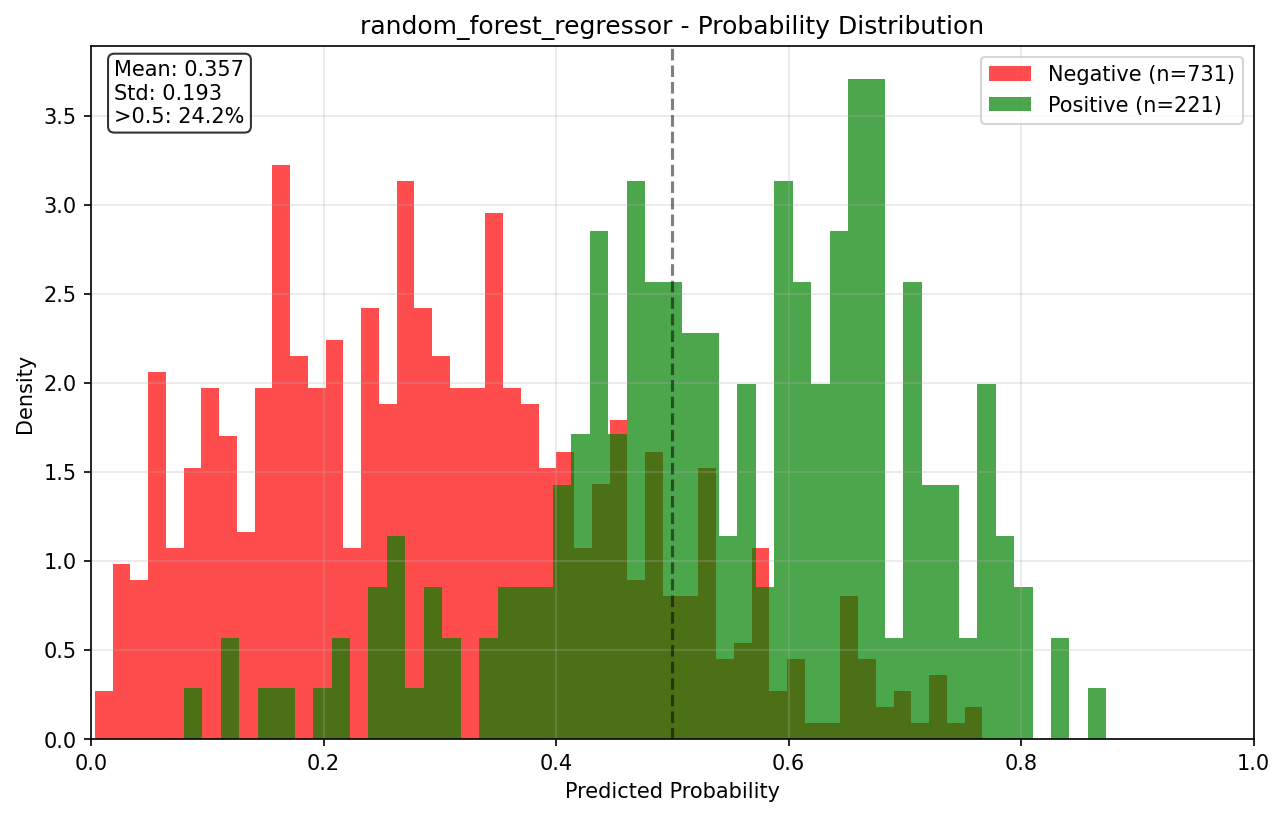 random_forest_regressor - Probability Distribution
Mean: 0.357
Std: 0.193
>0.5: 24.2%
Negative (n=731)
Positive (n=221)
3.5
3.0
2.5
2.0
1.5
1.0
0.5
0.0
Density
0.0 0.2 0.4 0.6 0.8 1.0
Predicted Probability